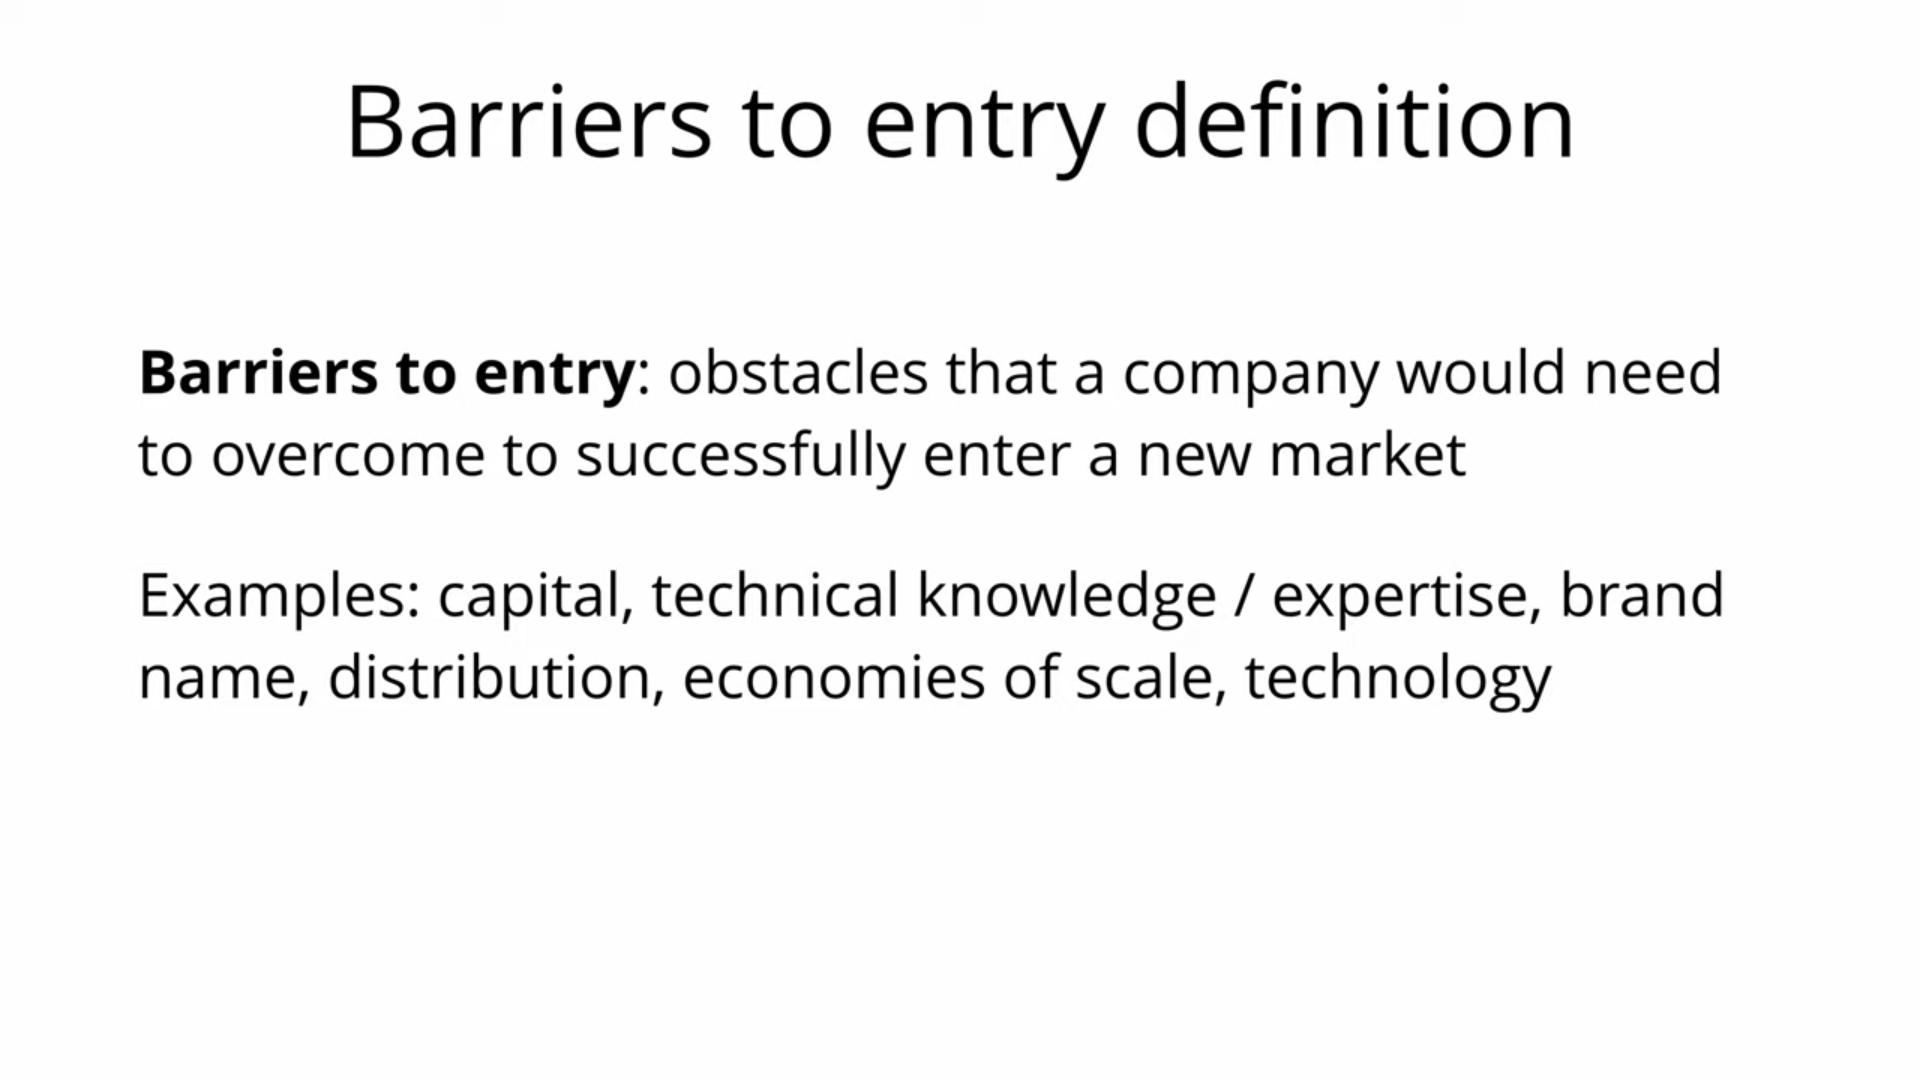 Barriers to entry definition
Barriers to entry: obstacles that a company would need
to overcome to successfully enter a new market
Examples: capital, technical knowledge / expertise, brand
name, distribution, economies of scale, technology